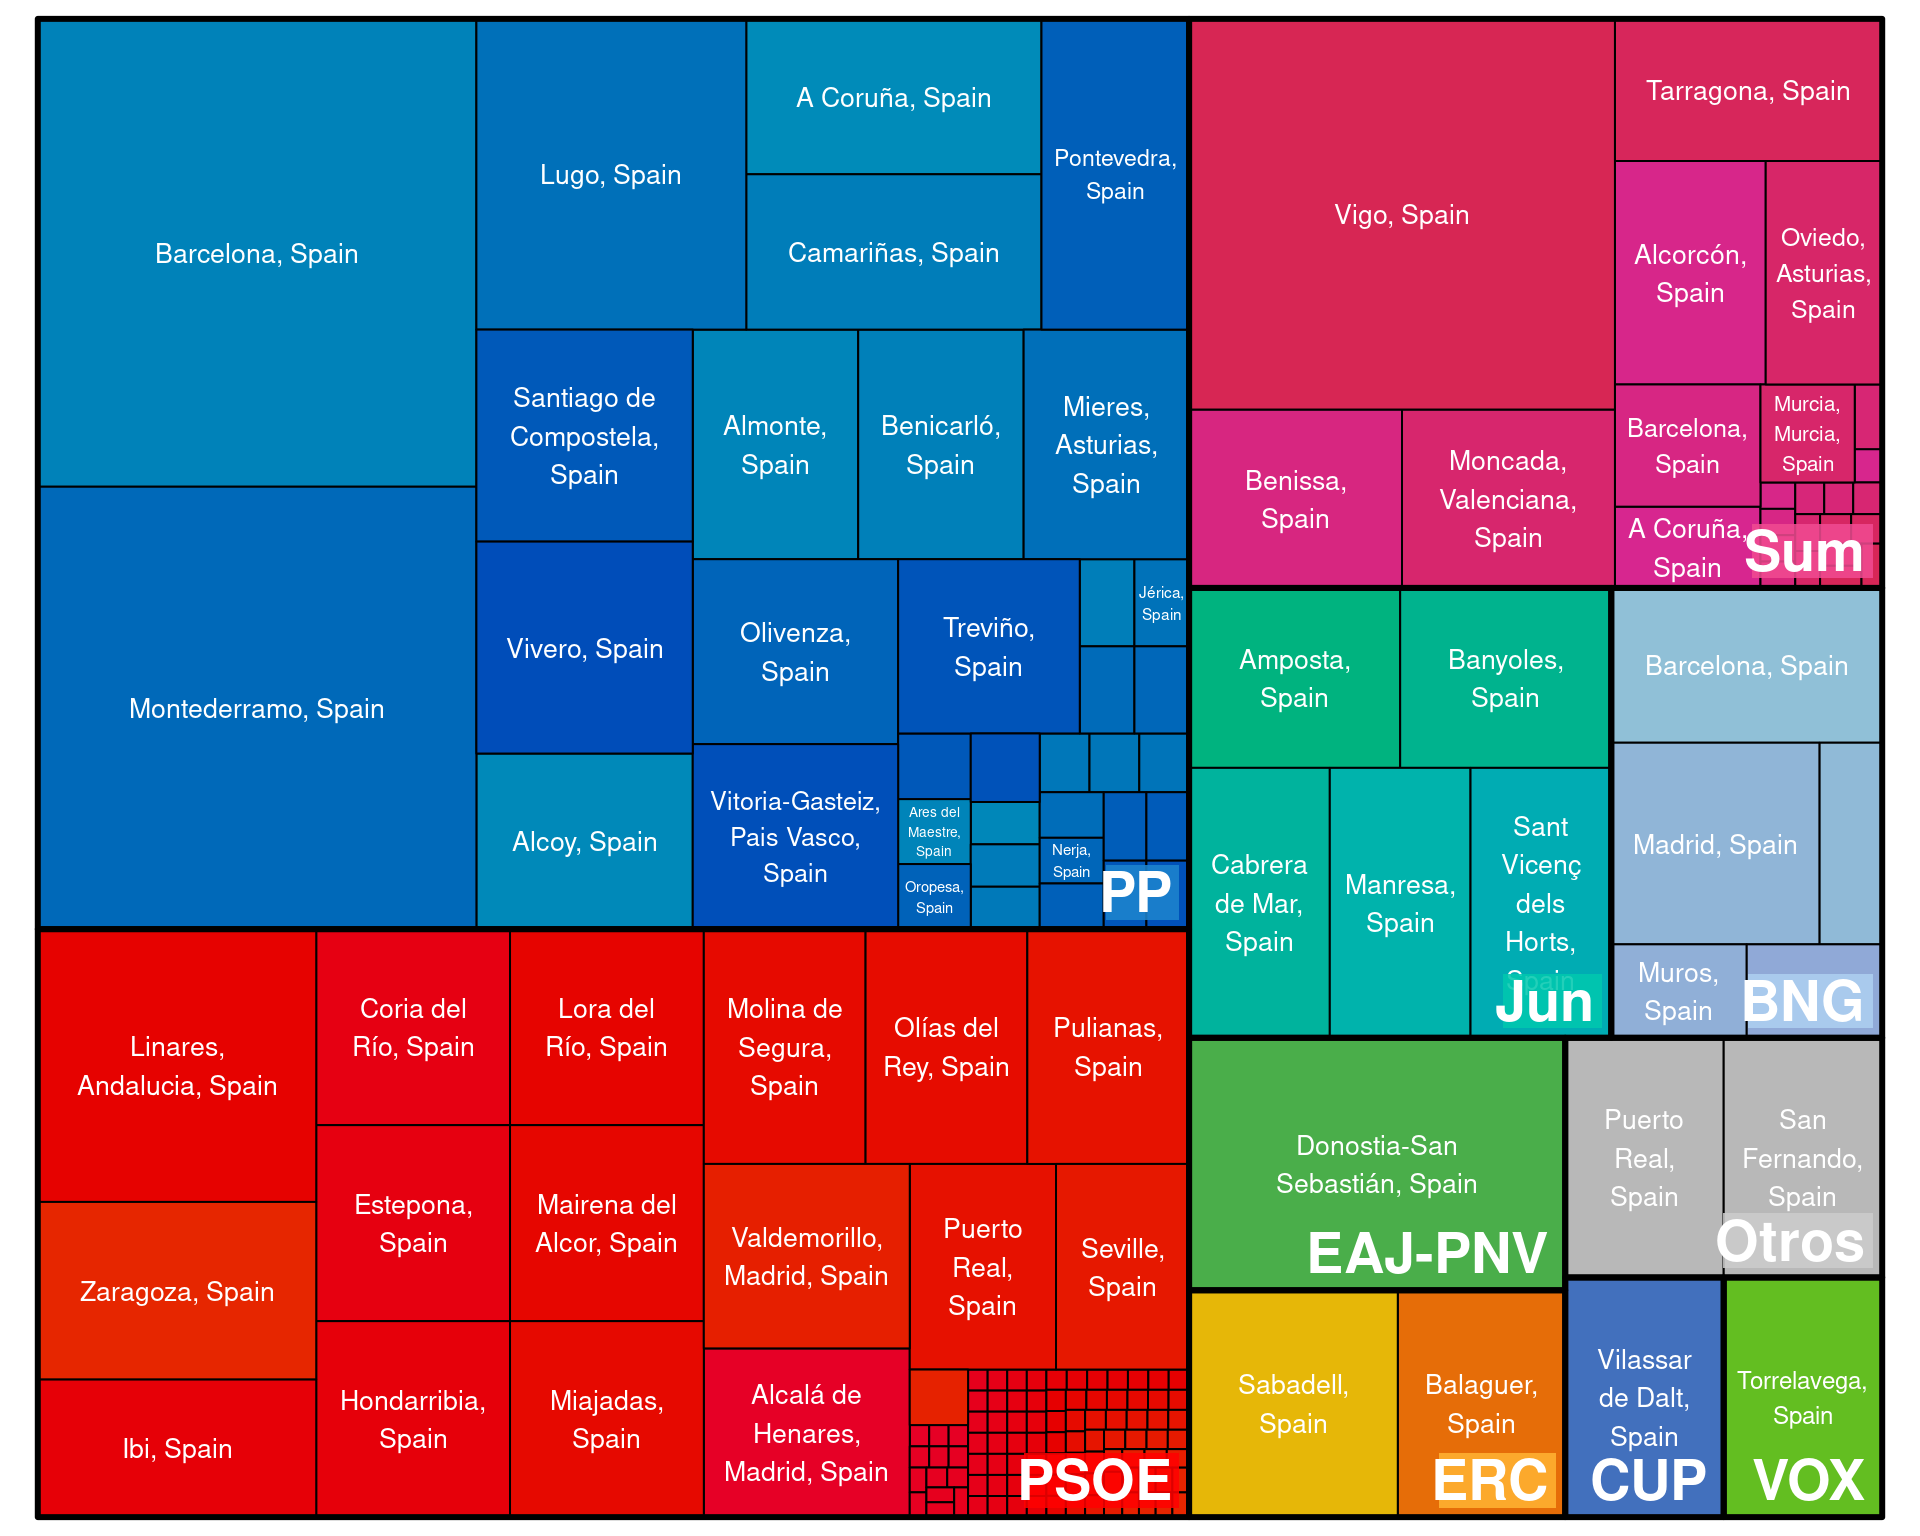 Barcelona, Spain
Montederramo, Spain
Lugo, Spain
A Coruña, Spain
Camariñas, Spain
Pontevedra,
Spain
Santiago de
Compostela,
Spain
Vivero, Spain
Alcoy, Spain
Almonte,
Spain
Benicarló,
Spain
Mieres,
Asturias,
Spain
Olivenza,
Spain
Vitoria-Gasteiz,
Pais Vasco,
Spain
Treviño,
Spain
Jérica,
Spain
Ares del
Maestre,
Spain
Oropesa,
Spain
Nerja,
Spain
PP
Vigo, Spain
Tarragona, Spain
Alcorcón,
Spain
Oviedo,
Asturias,
Spain
Benissa,
Spain
Moncada,
Valenciana,
Spain
Barcelona,
Spain
Murcia,
Murcia,
Spain
A Coruña,
Spain
Sum
Amposta,
Spain
Banyoles,
Spain
Cabrera
de Mar,
Spain
Manresa,
Spain
Sant
Vicenç
dels
Horts,
Spain
Jun
Barcelona, Spain
Madrid, Spain
Muros,
Spain
BNG
Linares,
Andalucia, Spain
Zaragoza, Spain
Ibi, Spain
Coria del
Río, Spain
Estepona,
Spain
Hondarribia,
Spain
Lora del
Río, Spain
Mairena del
Alcor, Spain
Miajadas,
Spain
Molina de
Segura,
Spain
Olías del
Rey, Spain
Pulianas,
Spain
Valdemorillo,
Madrid, Spain
Puerto
Real,
Spain
Seville,
Spain
Alcalá de
Henares,
Madrid, Spain
PSOE
Donostia-San
Sebastián, Spain
EAJ-PNV
Puerto
Real,
Spain
San
Fernando,
Spain
Otros
Sabadell,
Spain
Balaguer,
Spain
ERC
Vilassar
de Dalt,
Spain
CUP
Torrelavega,
Spain
VOX